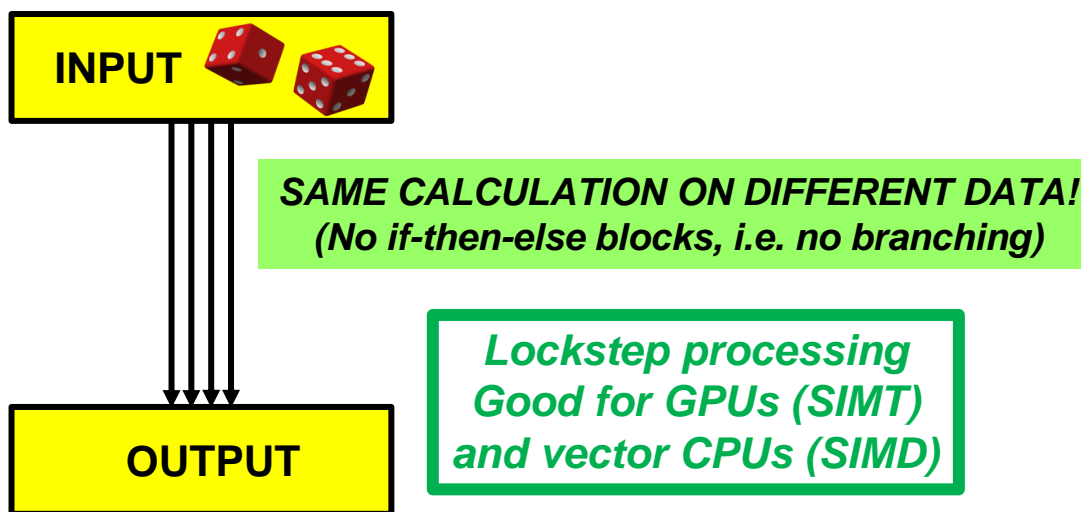 INPUT
SAME CALCULATION ON DIFFERENT DATA!
(No if-then-else blocks, i.e. no branching)
Lockstep processing
Good for GPUs (SIMT)
and vector CPUs (SIMD)
OUTPUT